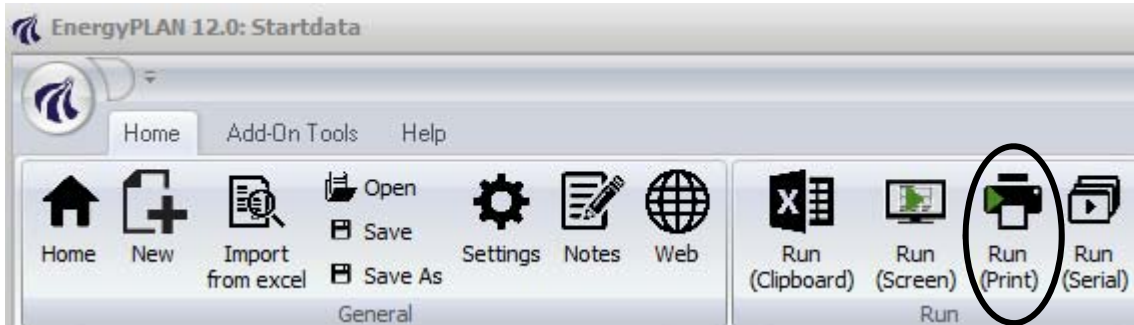 EnergyPLAN 12.0: Startdata
Home Add-On Tools Help
Home New Import from excel Open Save Save As Settings Notes Web
General
Run (Clipboard) Run (Screen) Run (Print) Run (Serial)
Run